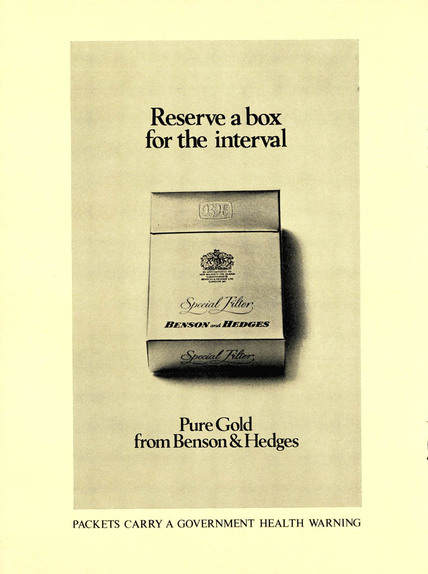 Reserve a box
for the interval
B&H
Special Filter
BENSON and HEDGES
Special Filter
Pure Gold
from Benson & Hedges
PACKETS CARRY A GOVERNMENT HEALTH WARNING